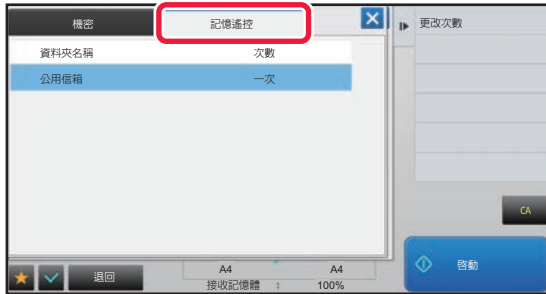 機密
記憶遙控
更改次數
資料夾名稱
次數
公用信箱
一次
CA
退回
A4
A4
接收記憶體 : 100%
啓動